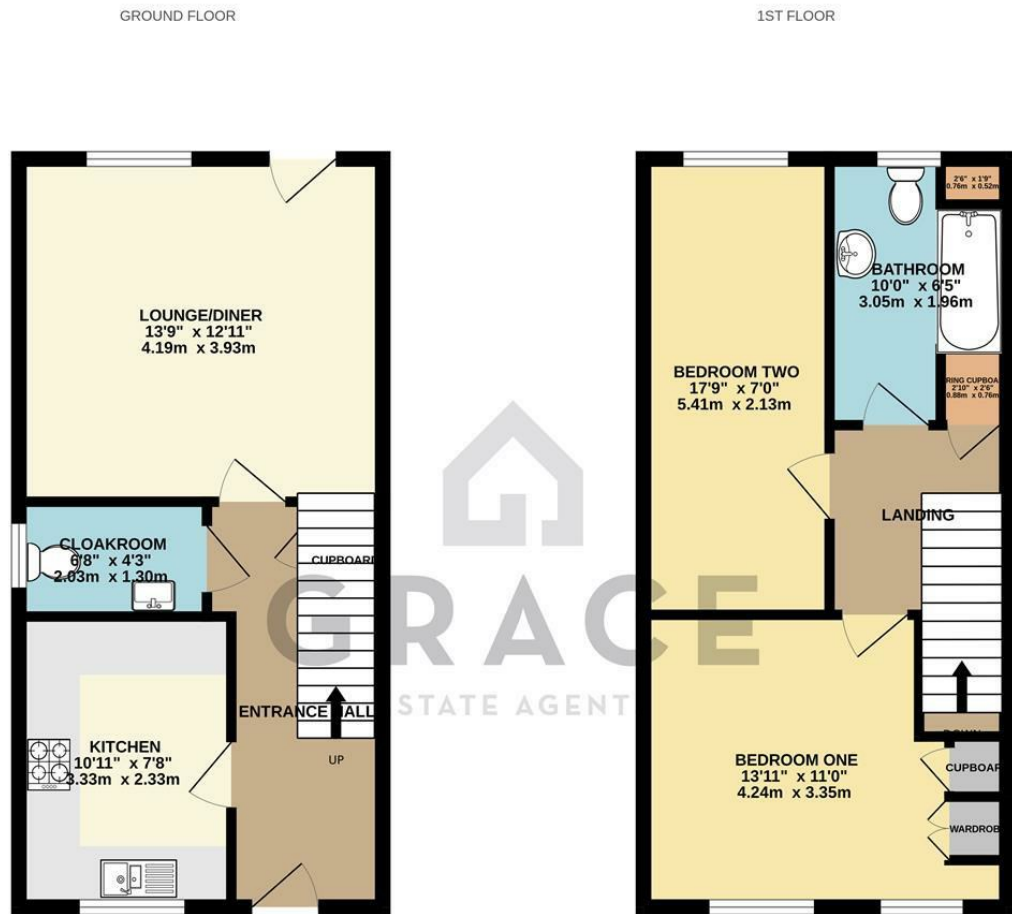 GROUND FLOOR
1ST FLOOR
LOUNGE/DINER
13'9" x 12'11"
4.19m x 3.93m
CLOAKROOM
6'8" x 4'3"
2.03m x 1.30m
CUPBOARD
ENTRANCE HALL
UP
KITCHEN
10'11" x 7'8"
3.33m x 2.33m
2'6" x 1'9"
0.76m x 0.52m
BATHROOM
10'0" x 6'5"
3.05m x 1.96m
RING CUPBOA
2'10" x 2'6"
0.88m x 0.76m
BEDROOM TWO
17'9" x 7'0"
5.41m x 2.13m
LANDING
DOWN
BEDROOM ONE
13'11" x 11'0"
4.24m x 3.35m
CUPBOAR
WARDROB
GRACE
ESTATE AGENT